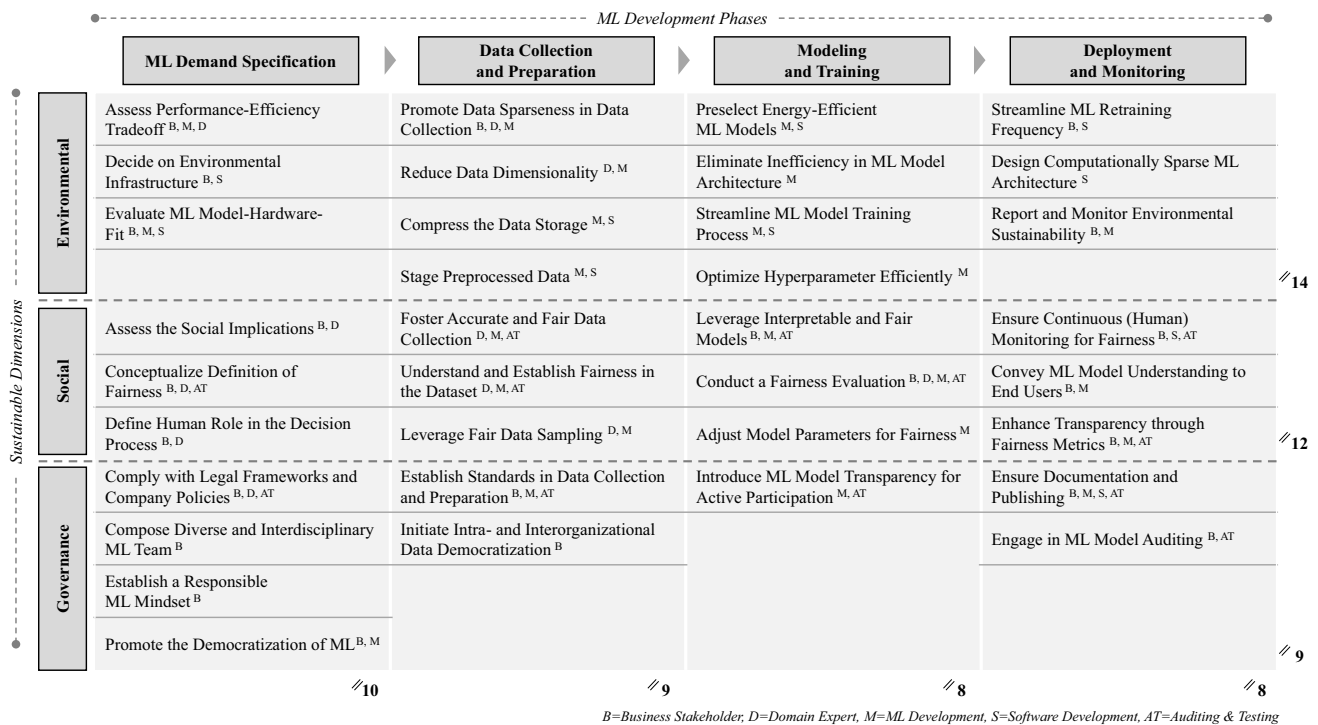 ML Development Phases
ML Demand Specification
Data Collection
and Preparation
Modeling
and Training
Deployment
and Monitoring
Sustainable Dimensions
Environmental
Assess Performance-Efficiency
Tradeoff B, M, D
Promote Data Sparseness in Data
Collection B, D, M
Preselect Energy-Efficient
ML Models M, S
Streamline ML Retraining
Frequency B, S
Decide on Environmental
Infrastructure B, S
Reduce Data Dimensionality D, M
Eliminate Inefficiency in ML Model
Architecture M
Design Computationally Sparse ML
Architecture S
Evaluate ML Model-Hardware-
Fit B, M, S
Compress the Data Storage M, S
Streamline ML Model Training
Process M, S
Report and Monitor Environmental
Sustainability B, M
Stage Preprocessed Data M, S
Optimize Hyperparameter Efficiently M
14
Social
Assess the Social Implications B, D
Foster Accurate and Fair Data
Collection D, M, AT
Leverage Interpretable and Fair
Models B, M, AT
Ensure Continuous (Human)
Monitoring for Fairness B, S, AT
Conceptualize Definition of
Fairness B, D, AT
Understand and Establish Fairness in
the Dataset D, M, AT
Conduct a Fairness Evaluation B, D, M, AT
Convey ML Model Understanding to
End Users B, M
Define Human Role in the Decision
Process B, D
Leverage Fair Data Sampling D, M
Adjust Model Parameters for Fairness M
Enhance Transparency through
Fairness Metrics B, M, AT
12
Governance
Comply with Legal Frameworks and
Company Policies B, D, AT
Establish Standards in Data Collection
and Preparation B, M, AT
Introduce ML Model Transparency for
Active Participation M, AT
Ensure Documentation and
Publishing B, M, S, AT
Compose Diverse and Interdisciplinary
ML Team B
Initiate Intra- and Interorganizational
Data Democratization B
Engage in ML Model Auditing B, AT
Establish a Responsible
ML Mindset B
Promote the Democratization of ML B, M
9
10
9
8
8
B=Business Stakeholder, D=Domain Expert, M=ML Development, S=Software Development, AT=Auditing & Testing